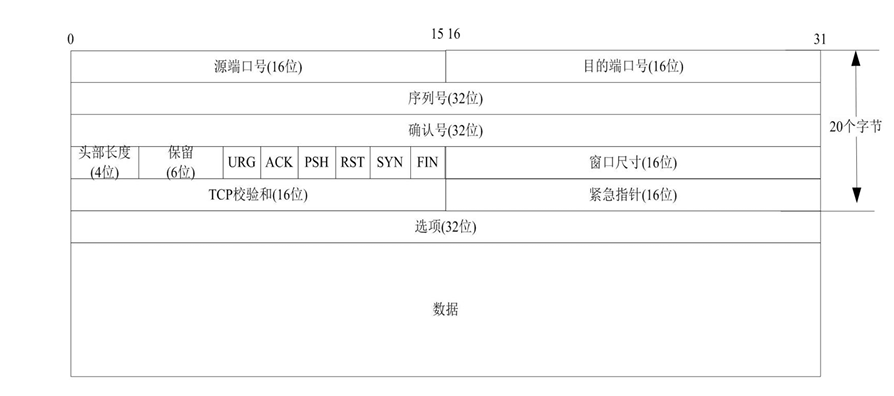 0 15 16 31
源端口号(16位) 目的端口号(16位)
序列号(32位)
确认号(32位)
20个字节
头部长度 (4位) 保留 (6位) URG ACK PSH RST SYN FIN 窗口尺寸(16位)
TCP校验和(16位) 紧急指针(16位)
选项(32位)
数据